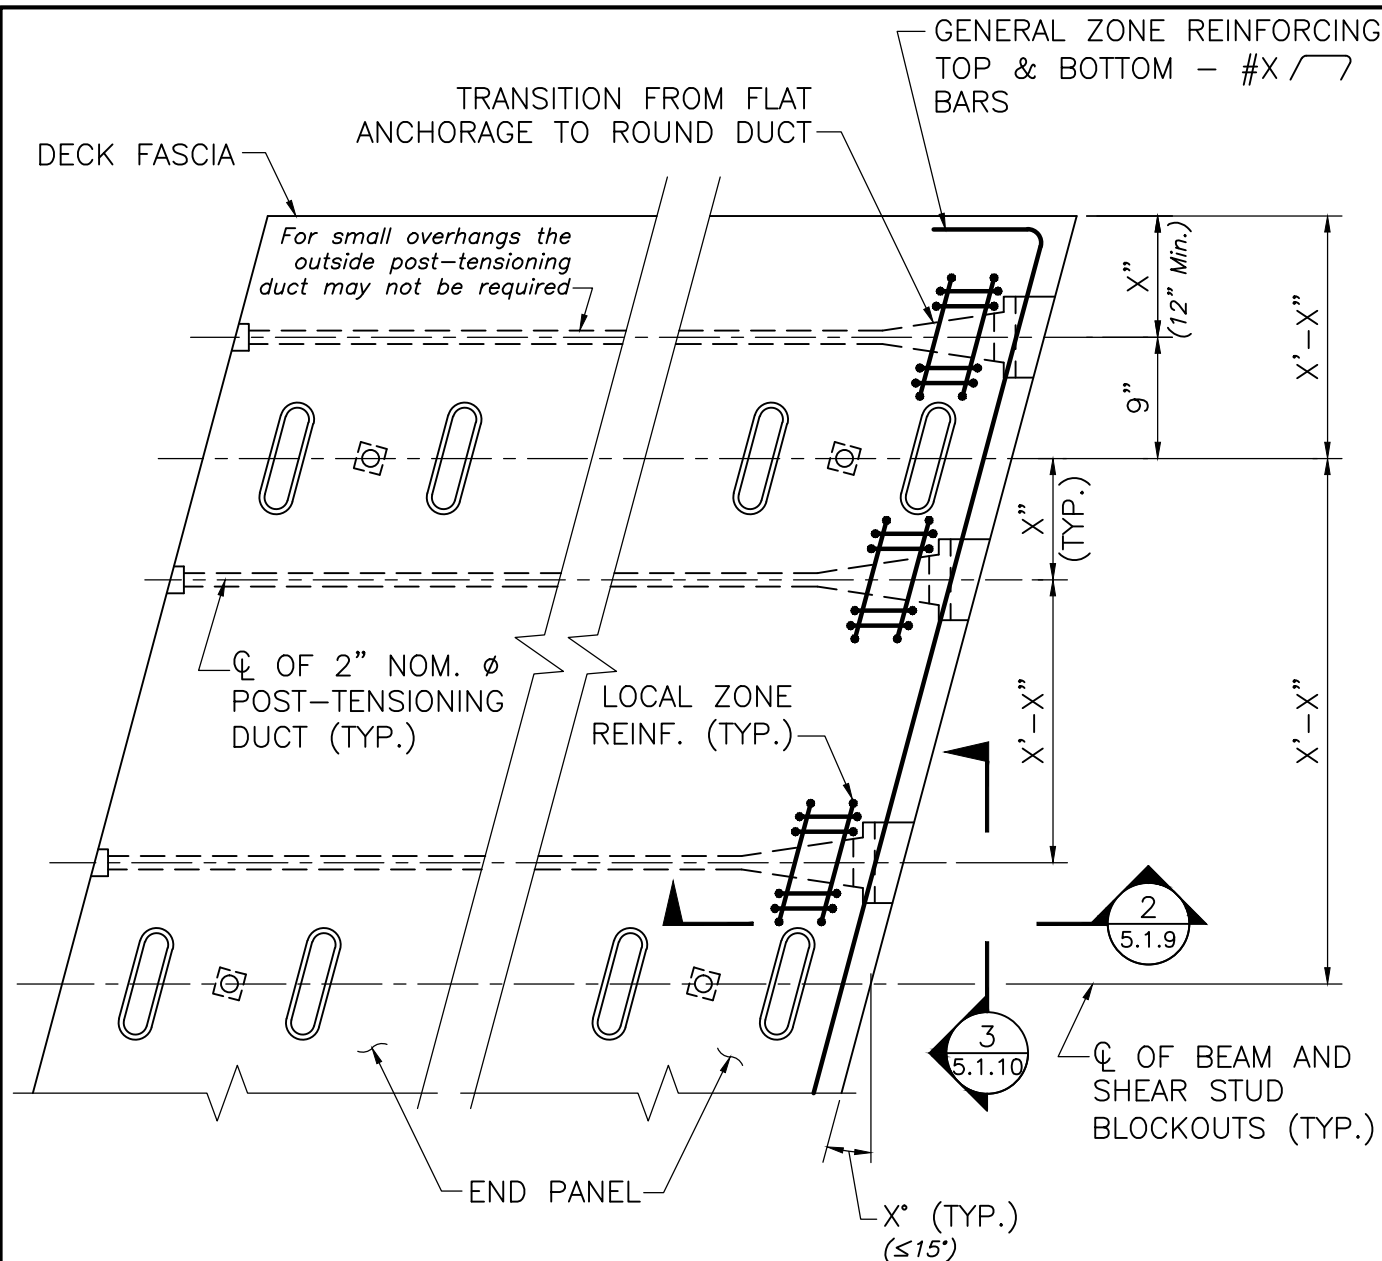 GENERAL ZONE REINFORCING
TOP & BOTTOM - #X
BARS
TRANSITION FROM FLAT
ANCHORAGE TO ROUND DUCT
DECK FASCIA
For small overhangs the
outside post-tensioning
duct may not be required
X"
(12" Min.)
9"
X'-X"
X"
(TYP.)
X'-X"
X'-X"
℄ OF 2" NOM. ø
POST-TENSIONING
DUCT (TYP.)
LOCAL ZONE
REINF. (TYP.)
2
5.1.9
3
5.1.10
℄ OF BEAM AND
SHEAR STUD
BLOCKOUTS (TYP.)
END PANEL
X° (TYP.)
(≤15°)